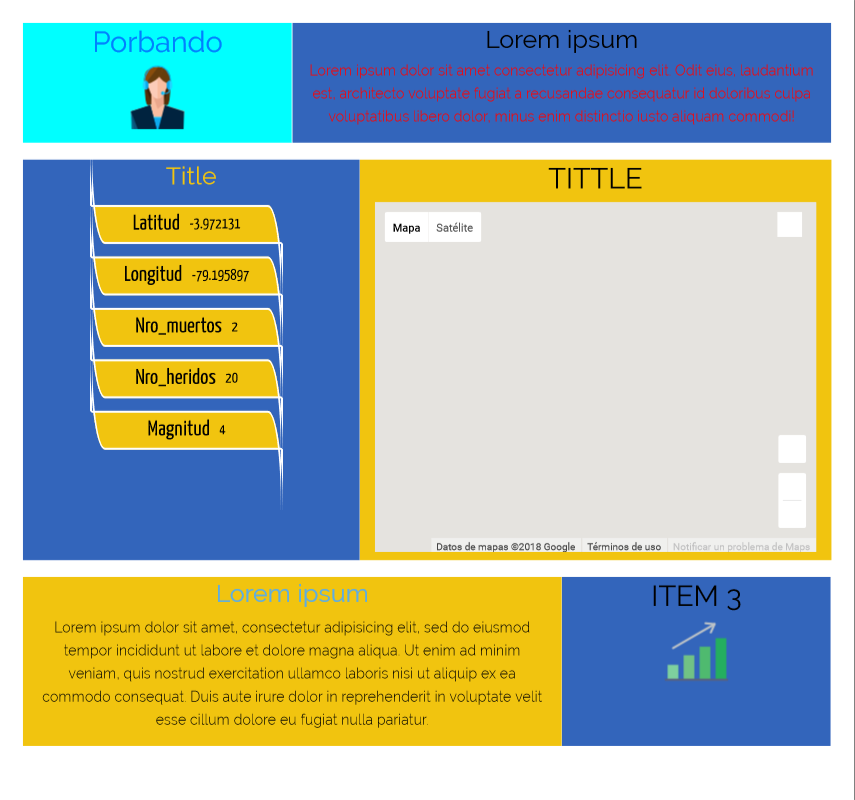 Porbando
Lorem ipsum
Lorem ipsum dolor sit amet consectetur adipisicing elit. Odit eius, laudantium
est, architecto voluptate fugiat a recusandae consequatur id doloribus culpa
voluptatibus libero dolor, minus enim distinctio iusto aliquam commodi!
Title
Latitud -3.972131
Longitud -79.195897
Nro_muertos 2
Nro_heridos 20
Magnitud 4
TITTLE
Mapa Satélite
Datos de mapas ©2018 Google Términos de uso Notificar un problema de Maps
Lorem ipsum
Lorem ipsum dolor sit amet, consectetur adipisicing elit, sed do eiusmod
tempor incididunt ut labore et dolore magna aliqua. Ut enim ad minim
veniam, quis nostrud exercitation ullamco laboris nisi ut aliquip ex ea
commodo consequat. Duis aute irure dolor in reprehenderit in voluptate velit
esse cillum dolore eu fugiat nulla pariatur.
ITEM 3